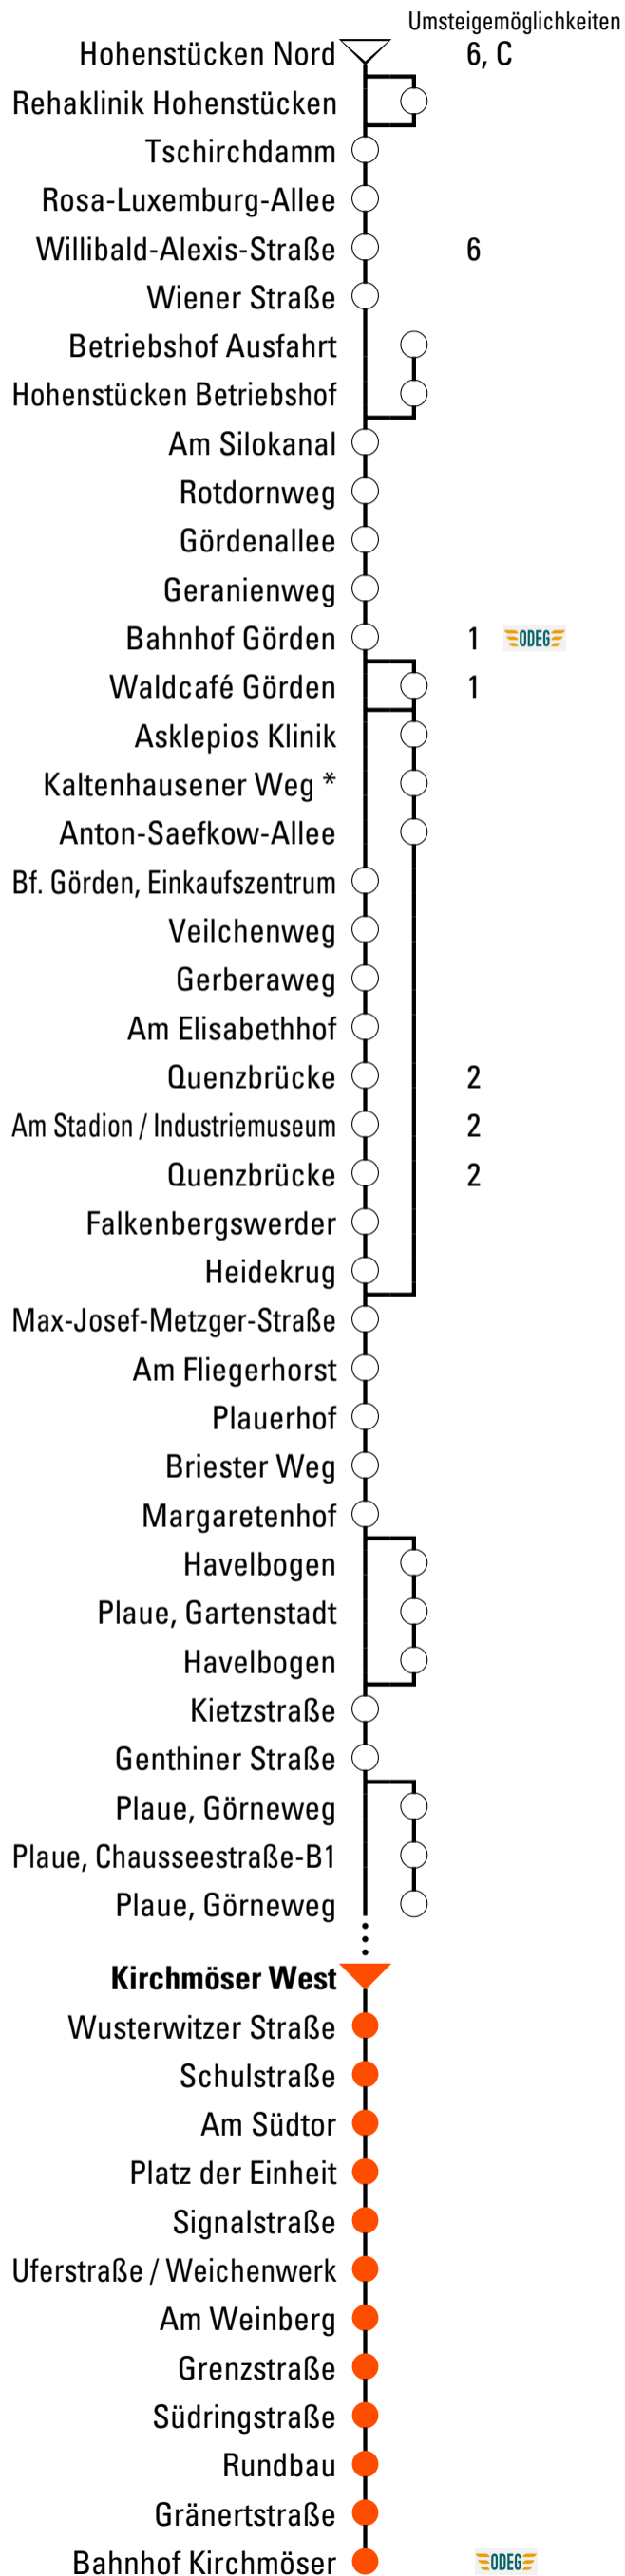 Umsteigemöglichkeiten
Hohenstücken Nord 6, C
Rehaklinik Hohenstücken
Tschirchdamm
Rosa-Luxemburg-Allee
Willibald-Alexis-Straße 6
Wiener Straße
Betriebshof Ausfahrt
Hohenstücken Betriebshof
Am Silokanal
Rotdornweg
Gördenallee
Geranienweg
Bahnhof Görden 1 ODEG
Waldcafé Görden 1
Asklepios Klinik
Kaltenhausener Weg *
Anton-Saefkow-Allee
Bf. Görden, Einkaufszentrum
Veilchenweg
Gerberaweg
Am Elisabethhof
Quenzbrücke 2
Am Stadion / Industriemuseum 2
Quenzbrücke 2
Falkenbergswerder
Heidekrug
Max-Josef-Metzger-Straße
Am Fliegerhorst
Plauerhof
Briester Weg
Margaretenhof
Havelbogen
Plaue, Gartenstadt
Havelbogen
Kietzstraße
Genthiner Straße
Plaue, Görneweg
Plaue, Chausseestraße-B1
Plaue, Görneweg
Kirchmöser West
Wusterwitzer Straße
Schulstraße
Am Südtor
Platz der Einheit
Signalstraße
Uferstraße / Weichenwerk
Am Weinberg
Grenzstraße
Südringstraße
Rundbau
Gränertstraße
Bahnhof Kirchmöser ODEG